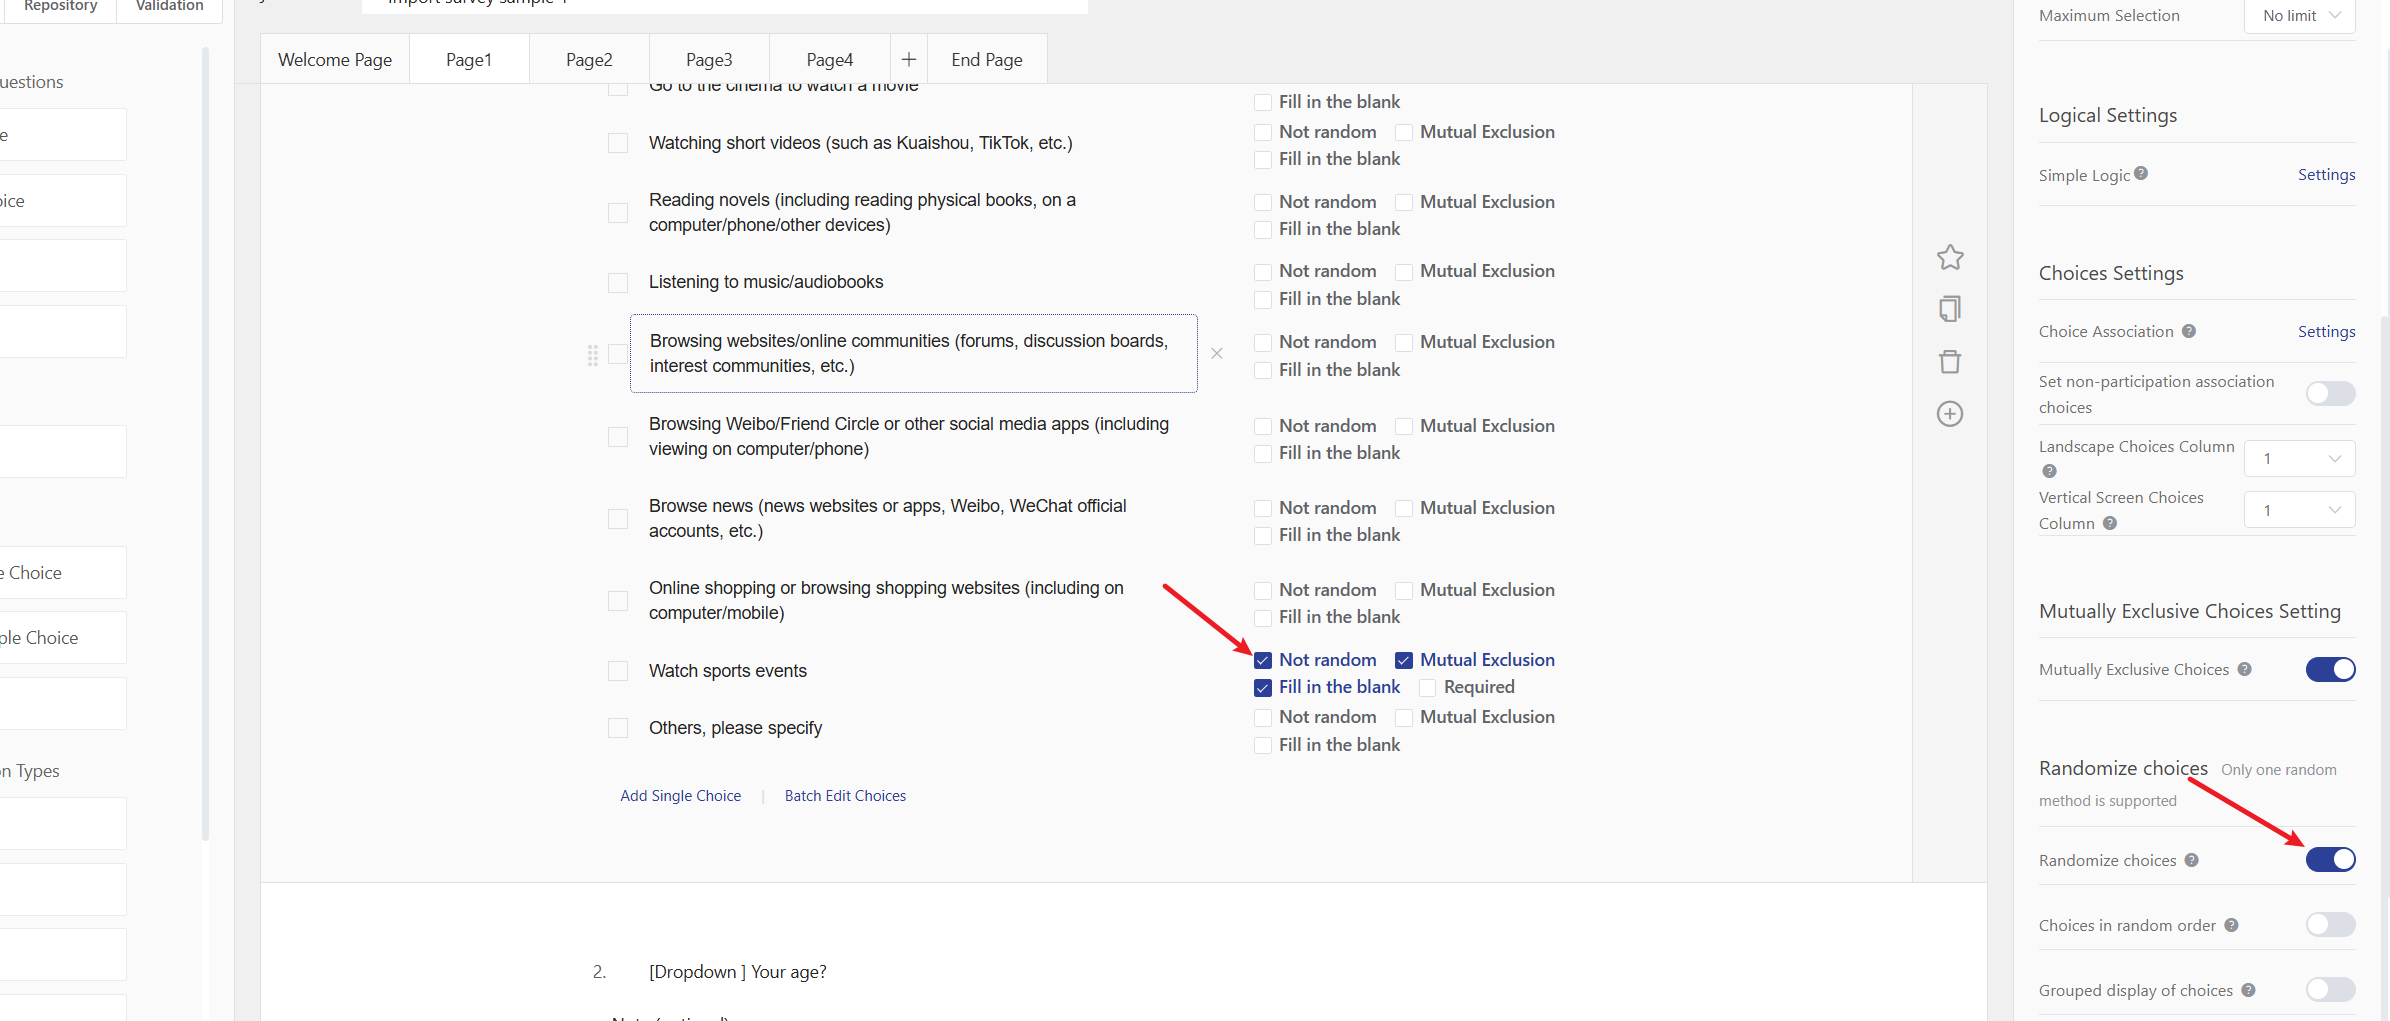 Repository
Validation
Welcome Page
Page1
Page2
Page3
Page4
End Page
Go to the cinema to watch a movie
Fill in the blank
Watching short videos (such as Kuaishou, TikTok, etc.)
Not random
Mutual Exclusion
Fill in the blank
Reading novels (including reading physical books, on a
computer/phone/other devices)
Not random
Mutual Exclusion
Fill in the blank
Listening to music/audiobooks
Not random
Mutual Exclusion
Fill in the blank
Browsing websites/online communities (forums, discussion boards,
interest communities, etc.)
Not random
Mutual Exclusion
Fill in the blank
Browsing Weibo/Friend Circle or other social media apps (including
viewing on computer/phone)
Not random
Mutual Exclusion
Fill in the blank
Browse news (news websites or apps, Weibo, WeChat official
accounts, etc.)
Not random
Mutual Exclusion
Fill in the blank
Online shopping or browsing shopping websites (including on
computer/mobile)
Not random
Mutual Exclusion
Fill in the blank
Watch sports events
Not random
Mutual Exclusion
Fill in the blank
Required
Others, please specify
Not random
Mutual Exclusion
Fill in the blank
Add Single Choice
|
Batch Edit Choices
2. [Dropdown ] Your age?
uestions
e
oice
e Choice
ple Choice
on Types
Maximum Selection
No limit
Logical Settings
Simple Logic
Settings
Choices Settings
Choice Association
Settings
Set non-participation association
choices
Landscape Choices Column
1
Vertical Screen Choices
Column
1
Mutually Exclusive Choices Setting
Mutually Exclusive Choices
Randomize choices Only one random
method is supported
Randomize choices
Choices in random order
Grouped display of choices